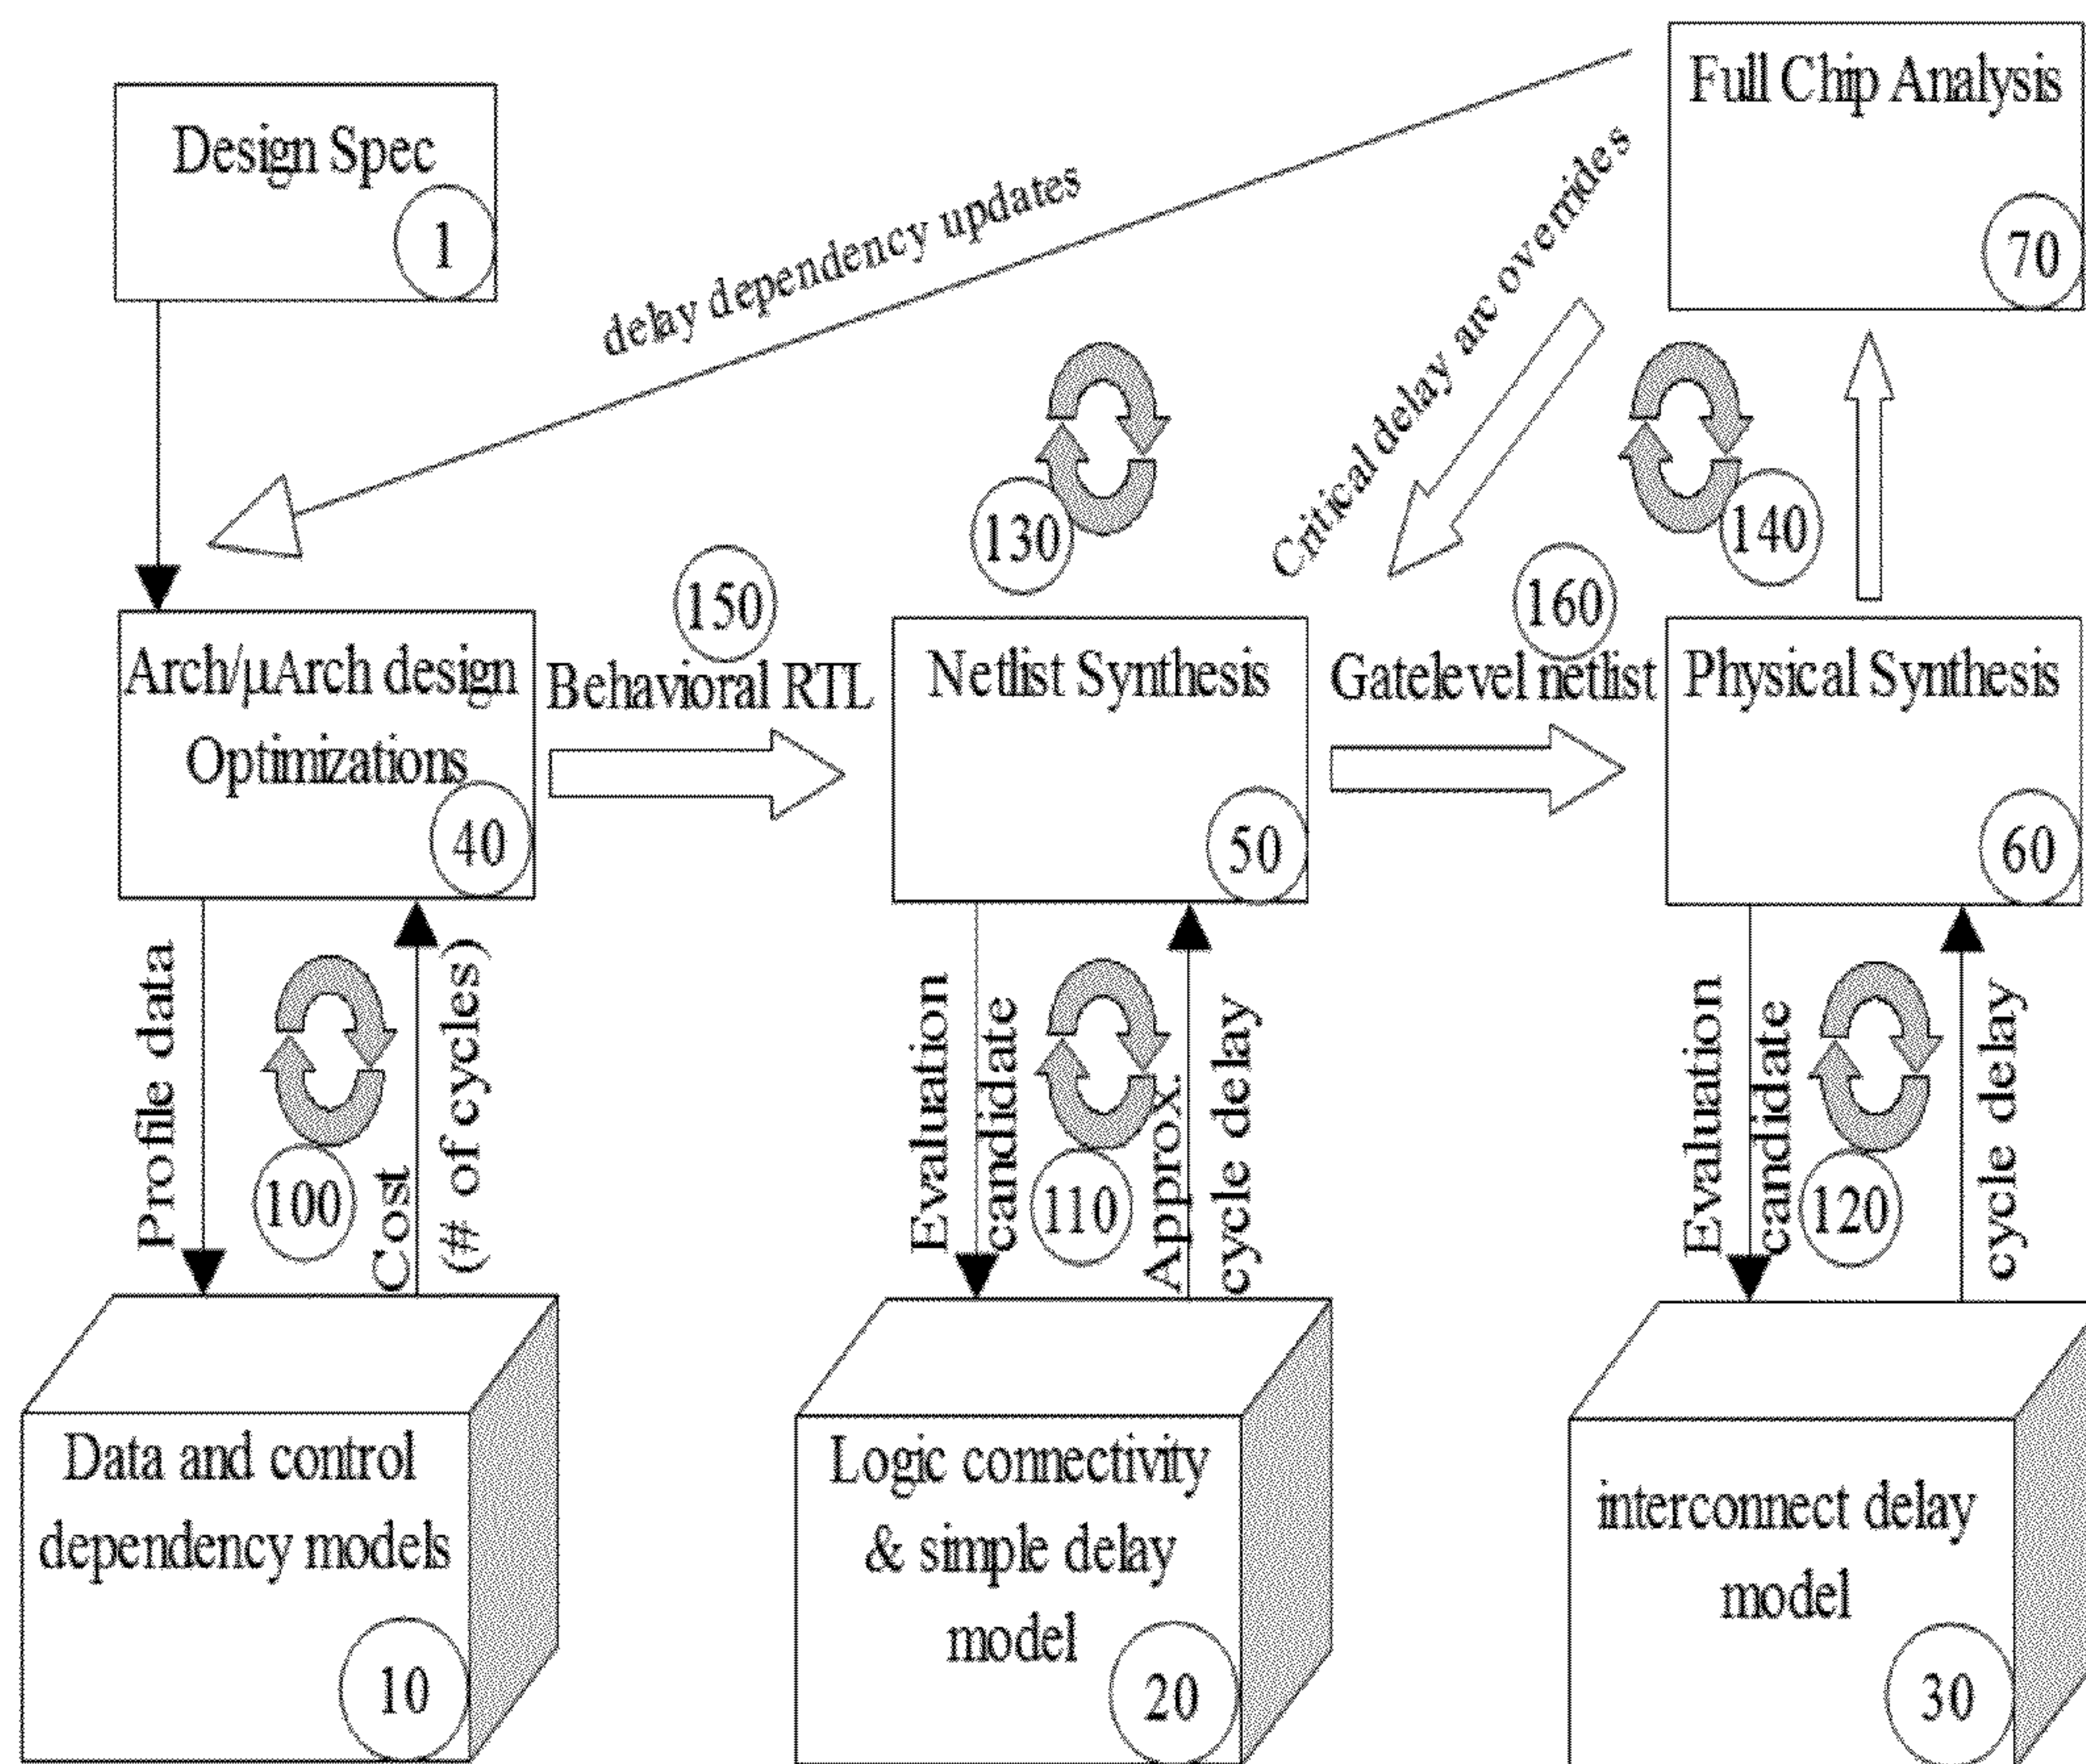 Design Spec
1
delay dependency updates
Critical delay arc overrides
Full Chip Analysis
70
130
140
150
160
Arch/μArch design
Optimizations
40
Behavioral RTL
Netlist Synthesis
50
Gatelevel netlist
Physical Synthesis
60
Profile data
100
Cost
(# of cycles)
Evaluation
candidate
110
Approx.
cycle delay
Evaluation
candidate
120
cycle delay
Data and control
dependency models
10
Logic connectivity
& simple delay
model
20
interconnect delay
model
30